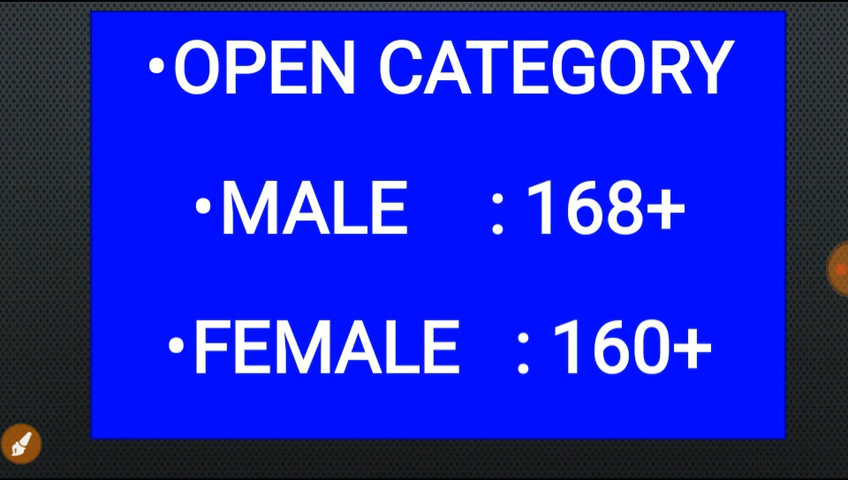 •OPEN CATEGORY
•MALE : 168+
•FEMALE : 160+